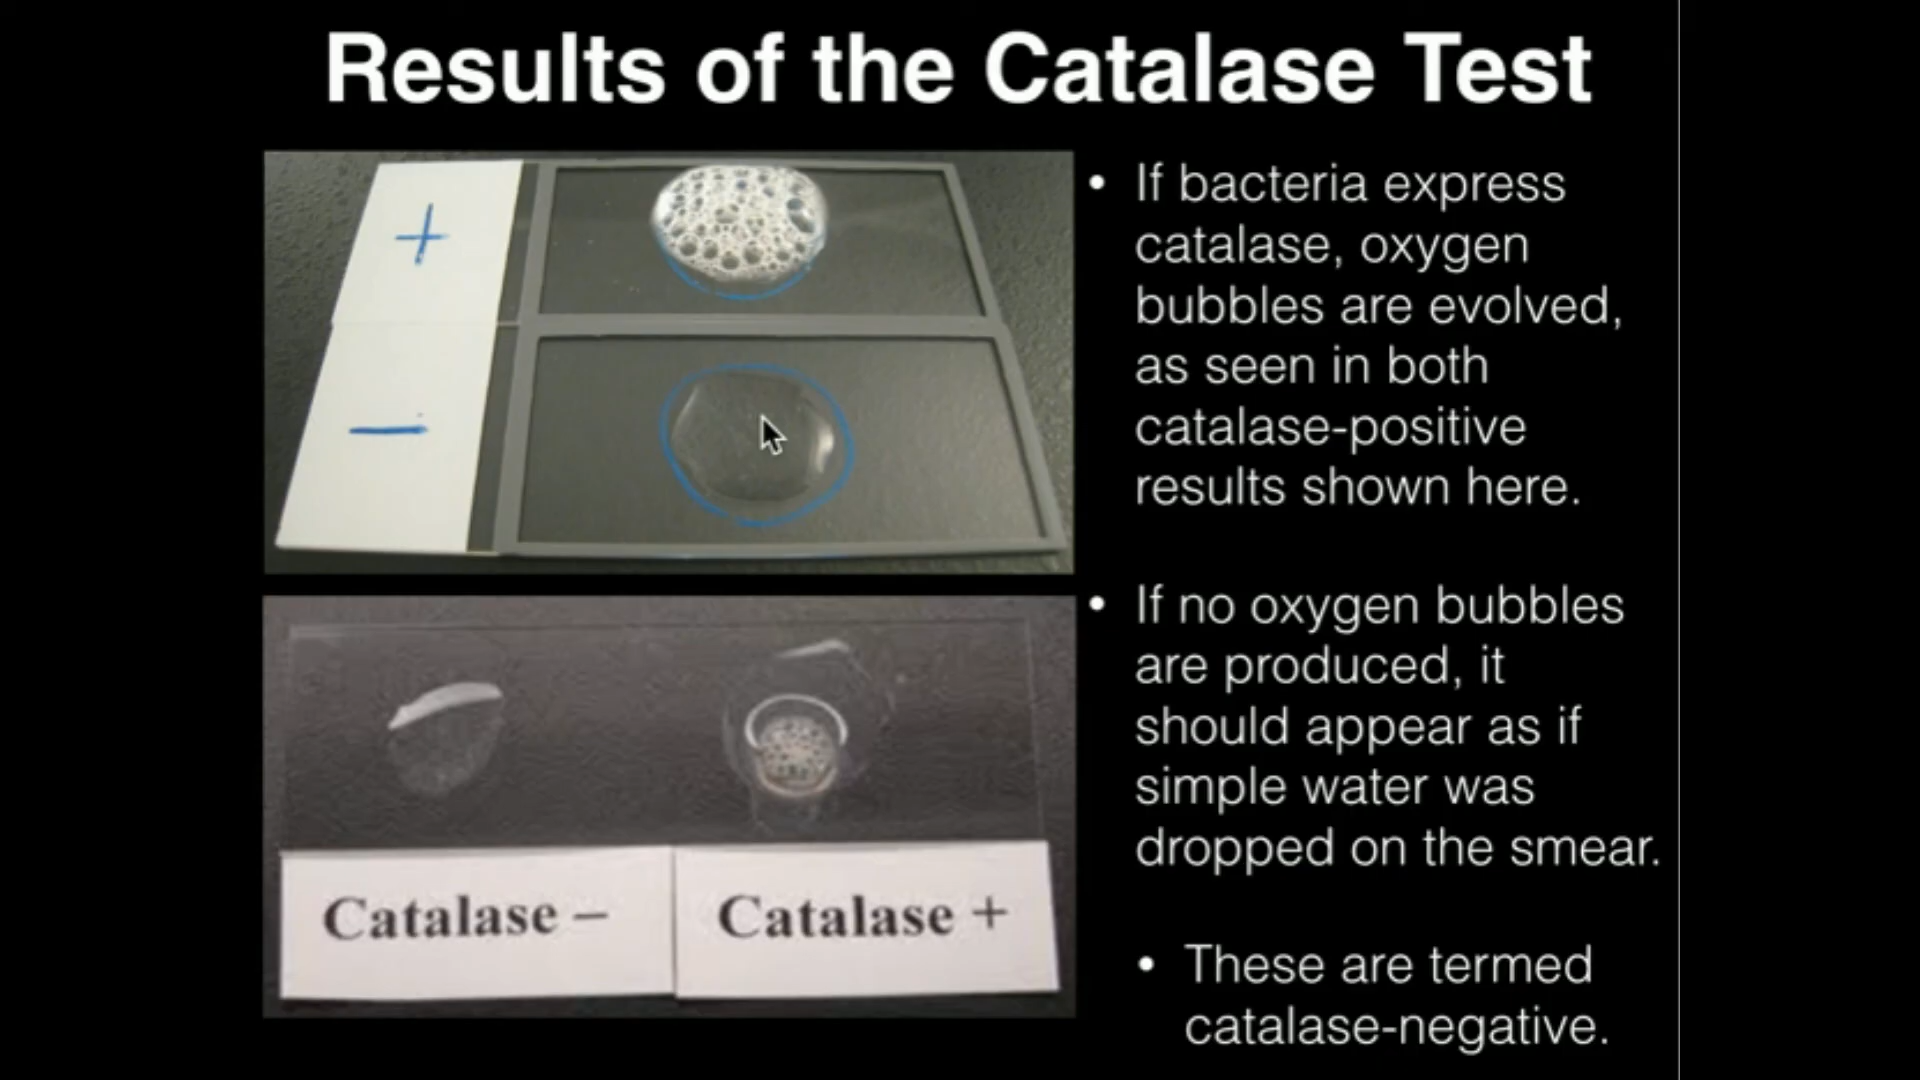 Results of the Catalase Test
+
–
Catalase –
Catalase +
• If bacteria express
catalase, oxygen
bubbles are evolved,
as seen in both
catalase-positive
results shown here.
• If no oxygen bubbles
are produced, it
should appear as if
simple water was
dropped on the smear.
• These are termed
catalase-negative.